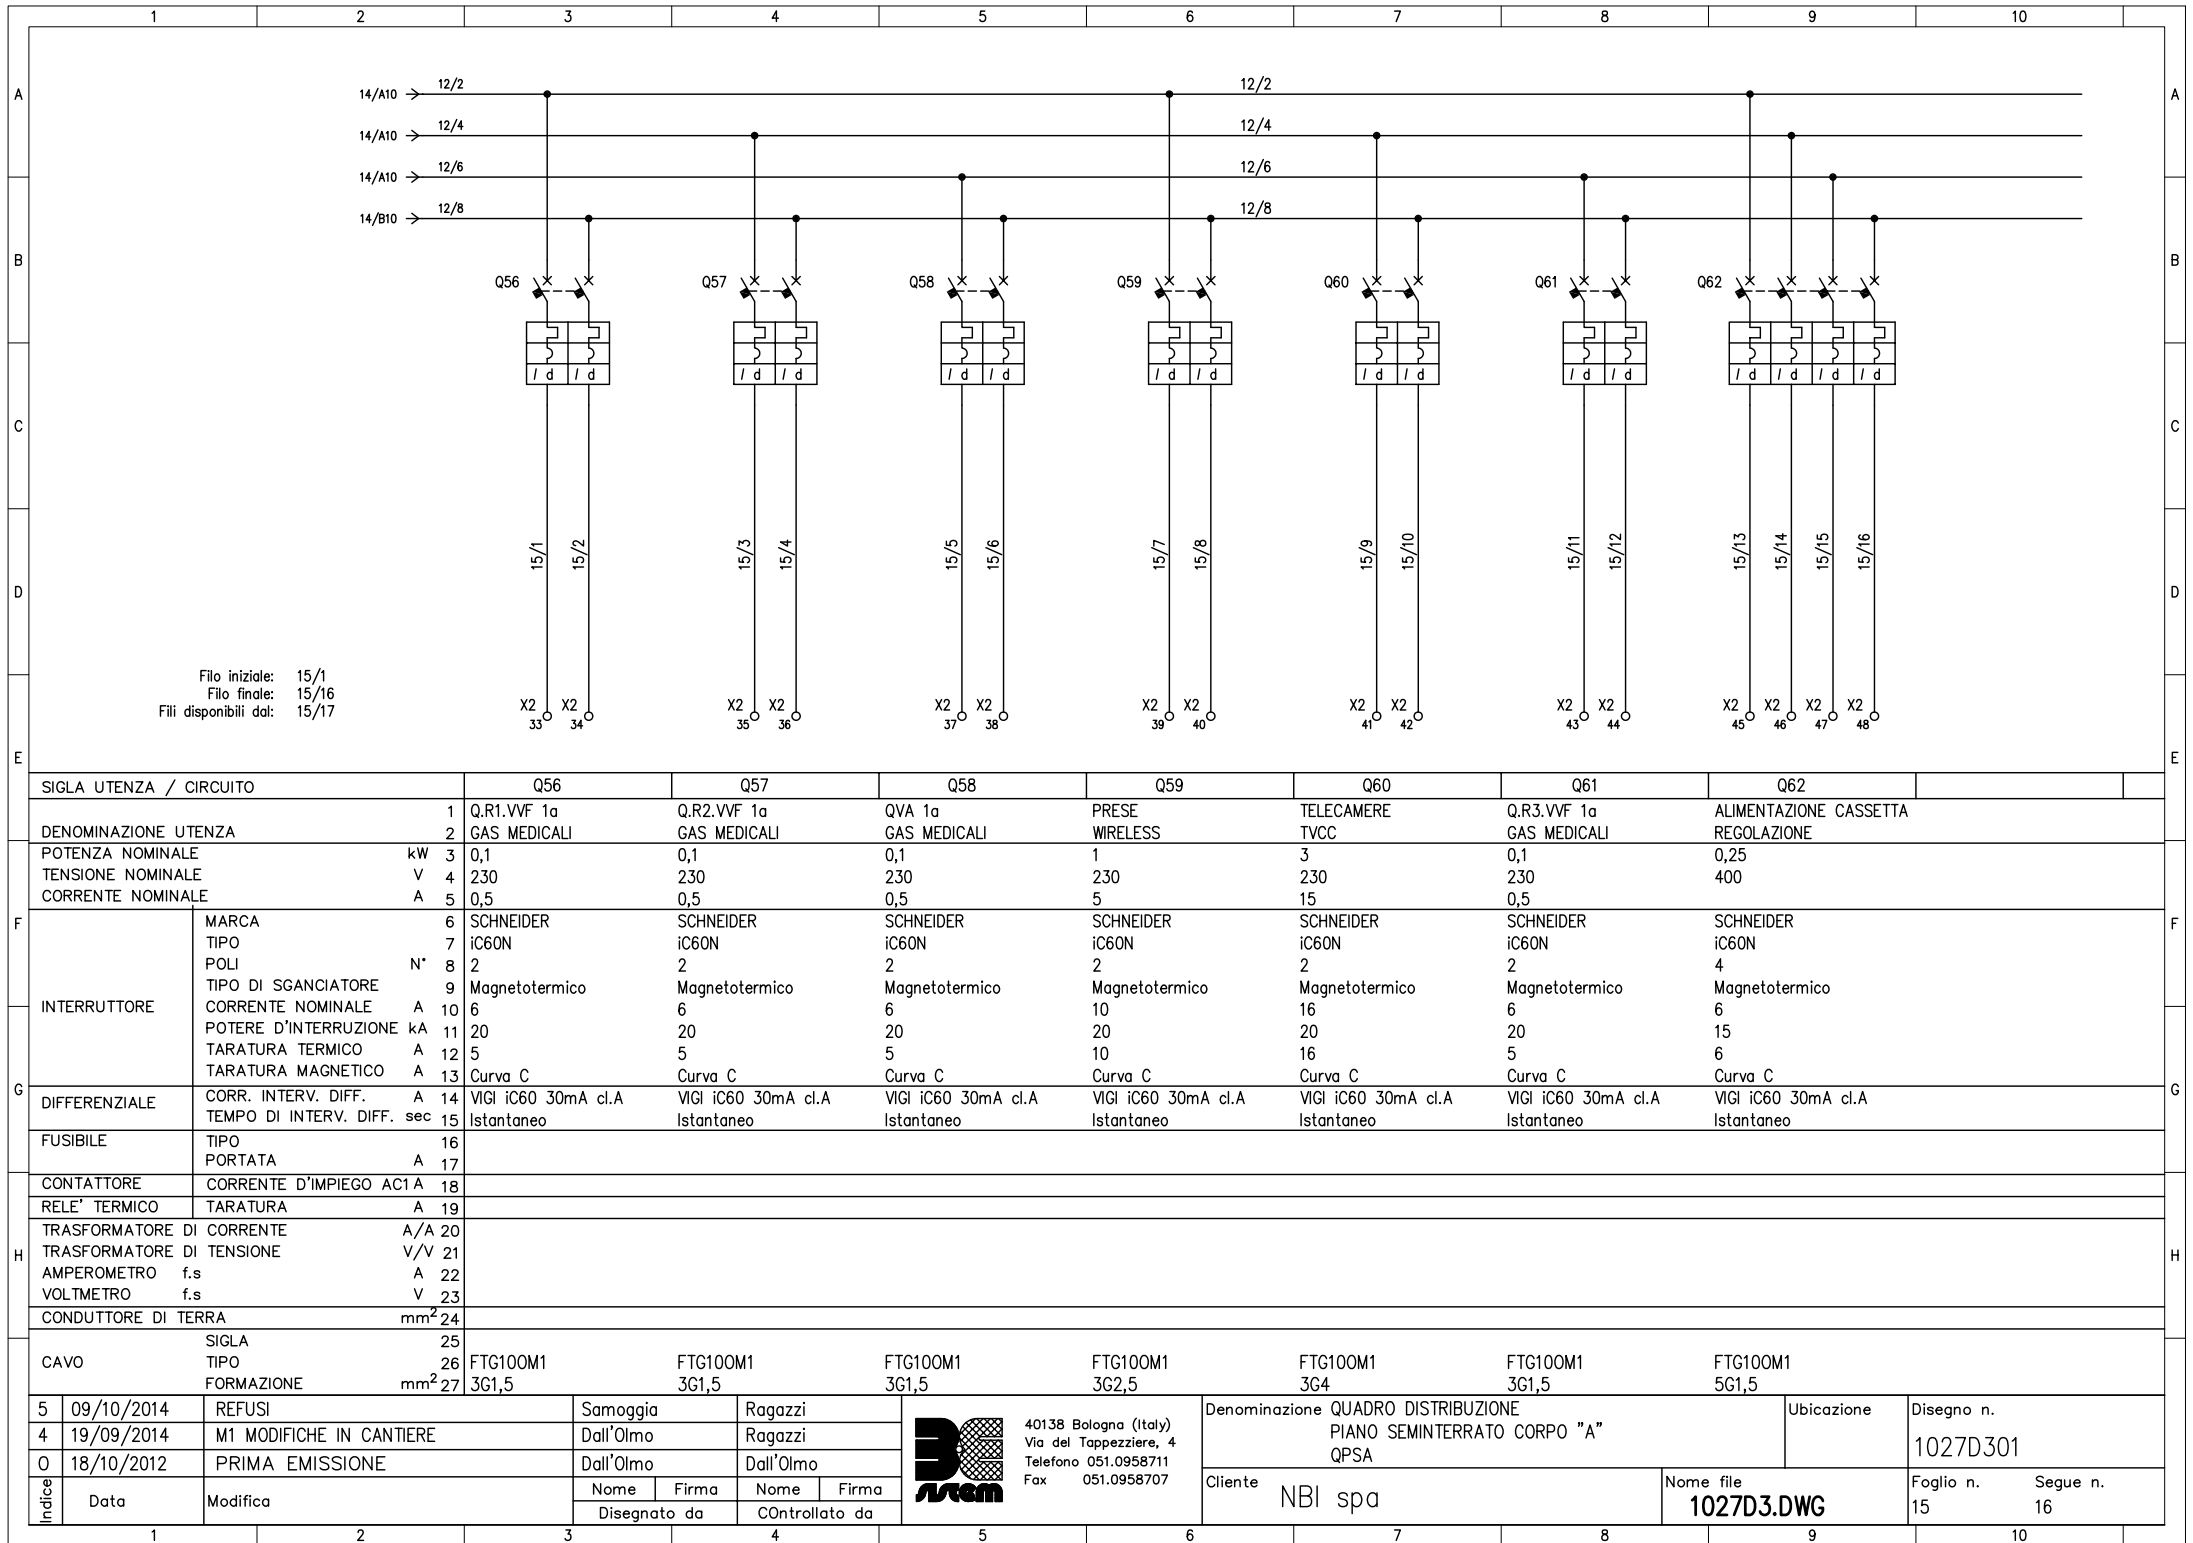 1 2 3 4 5 6 7 8 9 10
A A
14/A10 12/2 12/2
14/A10 12/4 12/4
14/A10 12/6 12/6
14/B10 12/8 12/8
B B
Q56 Q57 Q58 Q59 Q60 Q61 Q62
I d I d I d I d I d I d I d I d I d I d I d I d I d I d I d I d
C C
15/1 15/2 15/3 15/4 15/5 15/6 15/7 15/8 15/9 15/10 15/11 15/12 15/13 15/14 15/15 15/16
D D
Filo iniziale: 15/1
Filo finale: 15/16
Fili disponibili dal: 15/17
X2 X2 X2 X2 X2 X2 X2 X2 X2 X2 X2 X2 X2 X2 X2 X2
33 34 35 36 37 38 39 40 41 42 43 44 45 46 47 48
E E
SIGLA UTENZA / CIRCUITO Q56 Q57 Q58 Q59 Q60 Q61 Q62
1 Q.R1.VVF 1a Q.R2.VVF 1a QVA 1a PRESE TELECAMERE Q.R3.VVF 1a ALIMENTAZIONE CASSETTA
DENOMINAZIONE UTENZA 2 GAS MEDICALI GAS MEDICALI GAS MEDICALI WIRELESS TVCC GAS MEDICALI REGOLAZIONE
POTENZA NOMINALE kW 3 0,1 0,1 0,1 1 3 0,1 0,25
TENSIONE NOMINALE V 4 230 230 230 230 230 230 400
CORRENTE NOMINALE A 5 0,5 0,5 0,5 5 15 0,5
F F
MARCA 6 SCHNEIDER SCHNEIDER SCHNEIDER SCHNEIDER SCHNEIDER SCHNEIDER SCHNEIDER
TIPO 7 iC60N iC60N iC60N iC60N iC60N iC60N iC60N
POLI N° 8 2 2 2 2 2 2 4
TIPO DI SGANCIATORE 9 Magnetotermico Magnetotermico Magnetotermico Magnetotermico Magnetotermico Magnetotermico Magnetotermico
INTERRUTTORE CORRENTE NOMINALE A 10 6 6 6 10 16 6 6
POTERE D'INTERRUZIONE kA 11 20 20 20 20 20 20 15
TARATURA TERMICO A 12 5 5 5 10 16 5 6
TARATURA MAGNETICO A 13 Curva C Curva C Curva C Curva C Curva C Curva C Curva C
G G
DIFFERENZIALE CORR. INTERV. DIFF. A 14 VIGI iC60 30mA cl.A VIGI iC60 30mA cl.A VIGI iC60 30mA cl.A VIGI iC60 30mA cl.A VIGI iC60 30mA cl.A VIGI iC60 30mA cl.A VIGI iC60 30mA cl.A
TEMPO DI INTERV. DIFF. sec 15 Istantaneo Istantaneo Istantaneo Istantaneo Istantaneo Istantaneo Istantaneo
FUSIBILE TIPO 16
PORTATA A 17
CONTATTORE CORRENTE D'IMPIEGO AC1 A 18
RELE' TERMICO TARATURA A 19
TRASFORMATORE DI CORRENTE A/A 20
TRASFORMATORE DI TENSIONE V/V 21
H H
AMPEROMETRO f.s A 22
VOLTMETRO f.s V 23
CONDUTTORE DI TERRA mm² 24
SIGLA 25
CAVO TIPO 26 FTG10OM1 FTG10OM1 FTG10OM1 FTG10OM1 FTG10OM1 FTG10OM1 FTG10OM1
FORMAZIONE mm² 27 3G1,5 3G1,5 3G1,5 3G2,5 3G4 3G1,5 5G1,5
5 09/10/2014 REFUSI Samoggia Ragazzi
4 19/09/2014 M1 MODIFICHE IN CANTIERE Dall'Olmo Ragazzi
0 18/10/2012 PRIMA EMISSIONE Dall'Olmo Dall'Olmo
Indice Data Modifica Nome Firma Nome Firma
Disegnato da COntrollato da
sistem
40138 Bologna (Italy)
Via del Tappezziere, 4
Telefono 051.0958711
Fax 051.0958707
Denominazione QUADRO DISTRIBUZIONE
PIANO SEMINTERRATO CORPO "A"
QPSA
Ubicazione
Disegno n.
1027D301
Cliente NBI spa
Nome file
1027D3.DWG
Foglio n. Segue n.
15 16
1 2 3 4 5 6 7 8 9 10